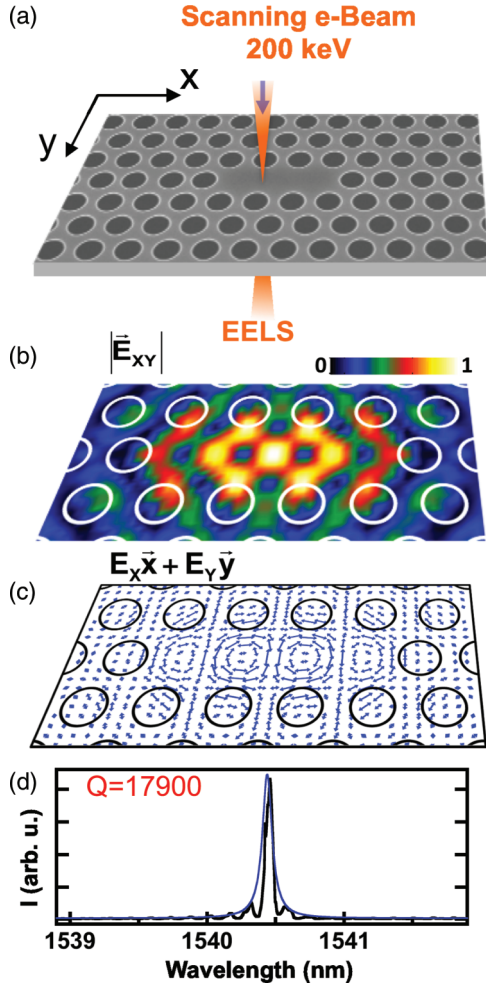 (a)
Scanning e-Beam
200 keV
x
y
EELS
(b)
|E⃗XY|
0
1
(c)
EXx⃗ + EYy⃗
(d)
Q=17900
I (arb. u.)
1539
1540
1541
Wavelength (nm)